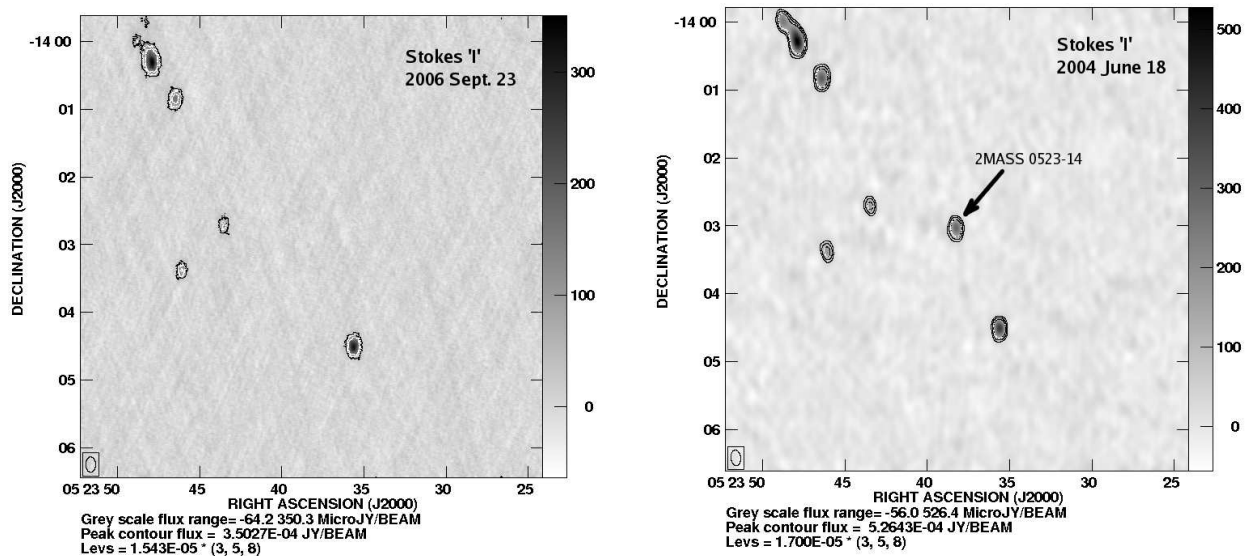 Stokes 'I'
2006 Sept. 23
-14 00
01
02
03
04
05
06
DECLINATION (J2000)
300
200
100
0
05 23 50
45
40
35
30
25
RIGHT ASCENSION (J2000)
Grey scale flux range= -64.2 350.3 MicroJY/BEAM
Peak contour flux = 3.5027E-04 JY/BEAM
Levs = 1.543E-05 * (3, 5, 8)
Stokes 'I'
2004 June 18
2MASS 0523-14
-14 00
01
02
03
04
05
06
DECLINATION (J2000)
500
400
300
200
100
0
05 23 50
45
40
35
30
25
RIGHT ASCENSION (J2000)
Grey scale flux range= -56.0 526.4 MicroJY/BEAM
Peak contour flux = 5.2643E-04 JY/BEAM
Levs = 1.700E-05 * (3, 5, 8)